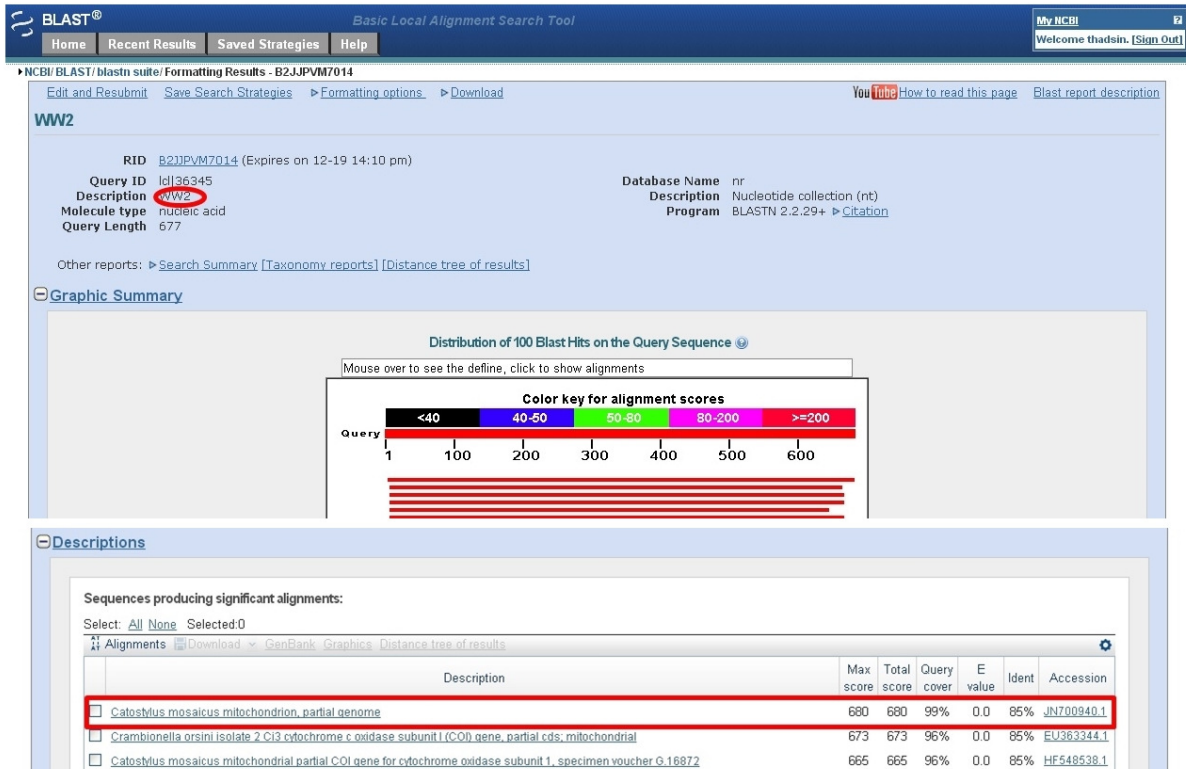 BLAST® Basic Local Alignment Search Tool
My NCBI
Welcome thadsin. [Sign Out]
Home Recent Results Saved Strategies Help
NCBI/ BLAST/ blastn suite/ Formatting Results - B2JJPVM7014
Edit and Resubmit Save Search Strategies Formatting options Download YouTube How to read this page Blast report description
WW2
RID B2JJPVM7014 (Expires on 12-19 14:10 pm)
Query ID lcl|36345
Description WW2
Molecule type nucleic acid
Query Length 677
Database Name nr
Description Nucleotide collection (nt)
Program BLASTN 2.2.29+ Citation
Other reports: Search Summary [Taxonomy reports] [Distance tree of results]
Graphic Summary
Distribution of 100 Blast Hits on the Query Sequence
Mouse over to see the defline, click to show alignments
Color key for alignment scores
<40 40-50 50-80 80-200 >=200
Query
1 100 200 300 400 500 600
Descriptions
Sequences producing significant alignments:
Select: All None Selected:0
Alignments Download GenBank Graphics Distance tree of results
Description Max score Total score Query cover E value Ident Accession
Catostylus mosaicus mitochondrion, partial genome 680 680 99% 0.0 85% JN700940.1
Crambionella orsini isolate 2 Ci3 cytochrome c oxidase subunit I (COI) gene, partial cds; mitochondrial 673 673 96% 0.0 85% EU363344.1
Catostylus mosaicus mitochondrial partial COI gene for cytochrome oxidase subunit 1, specimen voucher G.16872 665 665 96% 0.0 85% HF548538.1